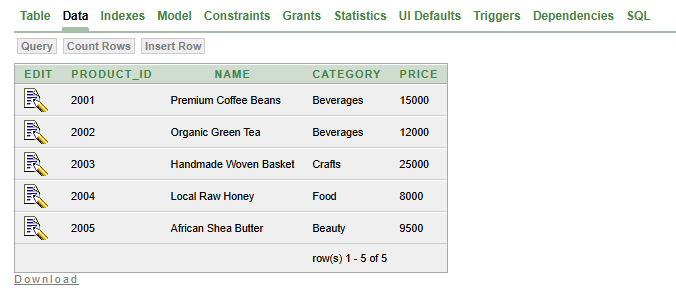 Table Data Indexes Model Constraints Grants Statistics UI Defaults Triggers Dependencies SQL
Query Count Rows Insert Row
EDIT PRODUCT_ID NAME CATEGORY PRICE
2001 Premium Coffee Beans Beverages 15000
2002 Organic Green Tea Beverages 12000
2003 Handmade Woven Basket Crafts 25000
2004 Local Raw Honey Food 8000
2005 African Shea Butter Beauty 9500
row(s) 1 - 5 of 5
Download